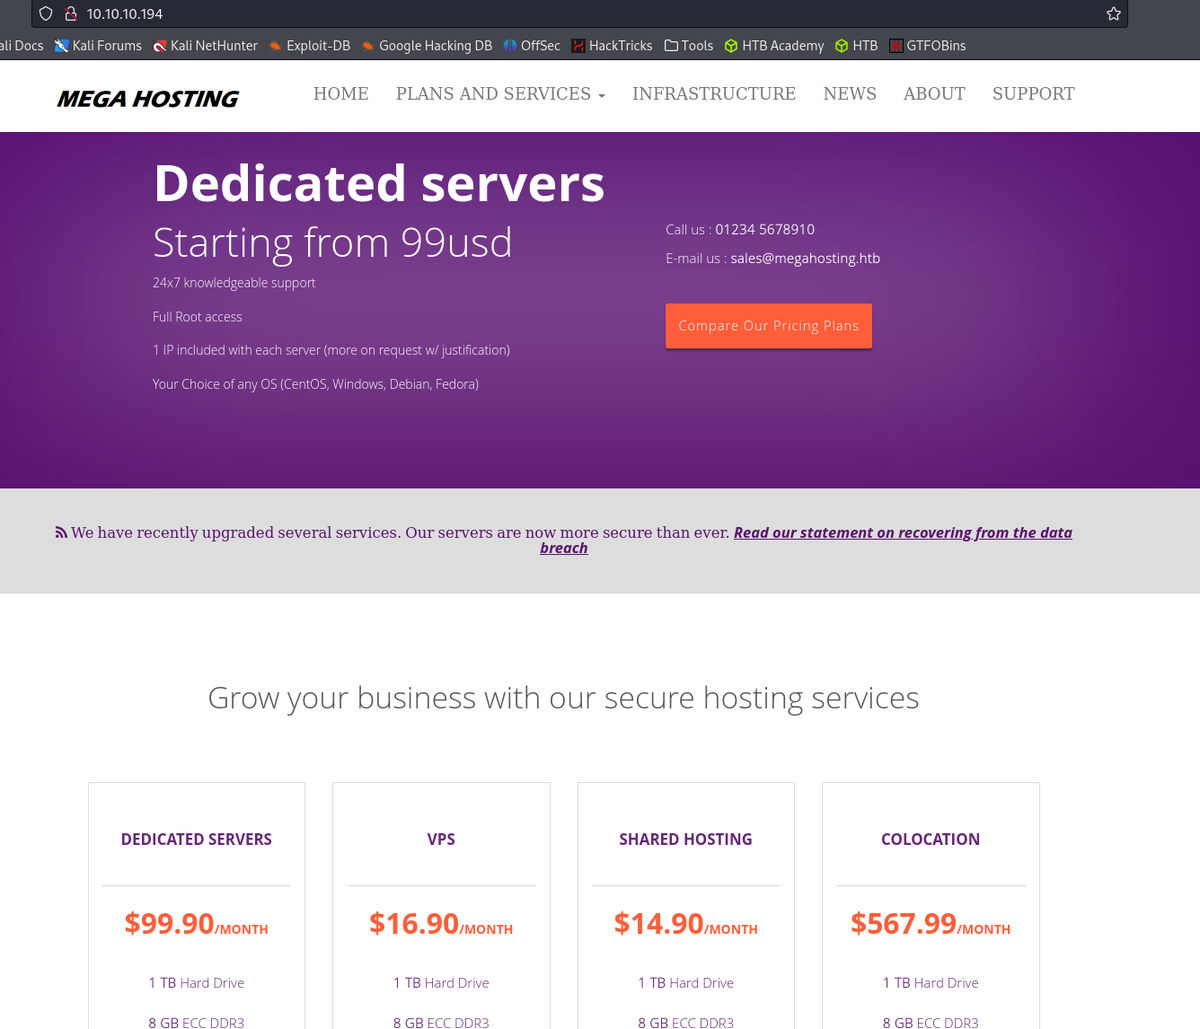 10.10.10.194
ali Docs Kali Forums Kali NetHunter Exploit-DB Google Hacking DB OffSec HackTricks Tools HTB Academy HTB GTFOBins
MEGA HOSTING HOME PLANS AND SERVICES INFRASTRUCTURE NEWS ABOUT SUPPORT
Dedicated servers
Starting from 99usd
24x7 knowledgeable support
Full Root access
1 IP included with each server (more on request w/ justification)
Your Choice of any OS (CentOS, Windows, Debian, Fedora)
Call us : 01234 5678910
E-mail us : sales@megahosting.htb
Compare Our Pricing Plans
We have recently upgraded several services. Our servers are now more secure than ever. Read our statement on recovering from the data
breach
Grow your business with our secure hosting services
DEDICATED SERVERS
$99.90/MONTH
1 TB Hard Drive
8 GB ECC DDR3
VPS
$16.90/MONTH
1 TB Hard Drive
8 GB ECC DDR3
SHARED HOSTING
$14.90/MONTH
1 TB Hard Drive
8 GB ECC DDR3
COLOCATION
$567.99/MONTH
1 TB Hard Drive
8 GB ECC DDR3